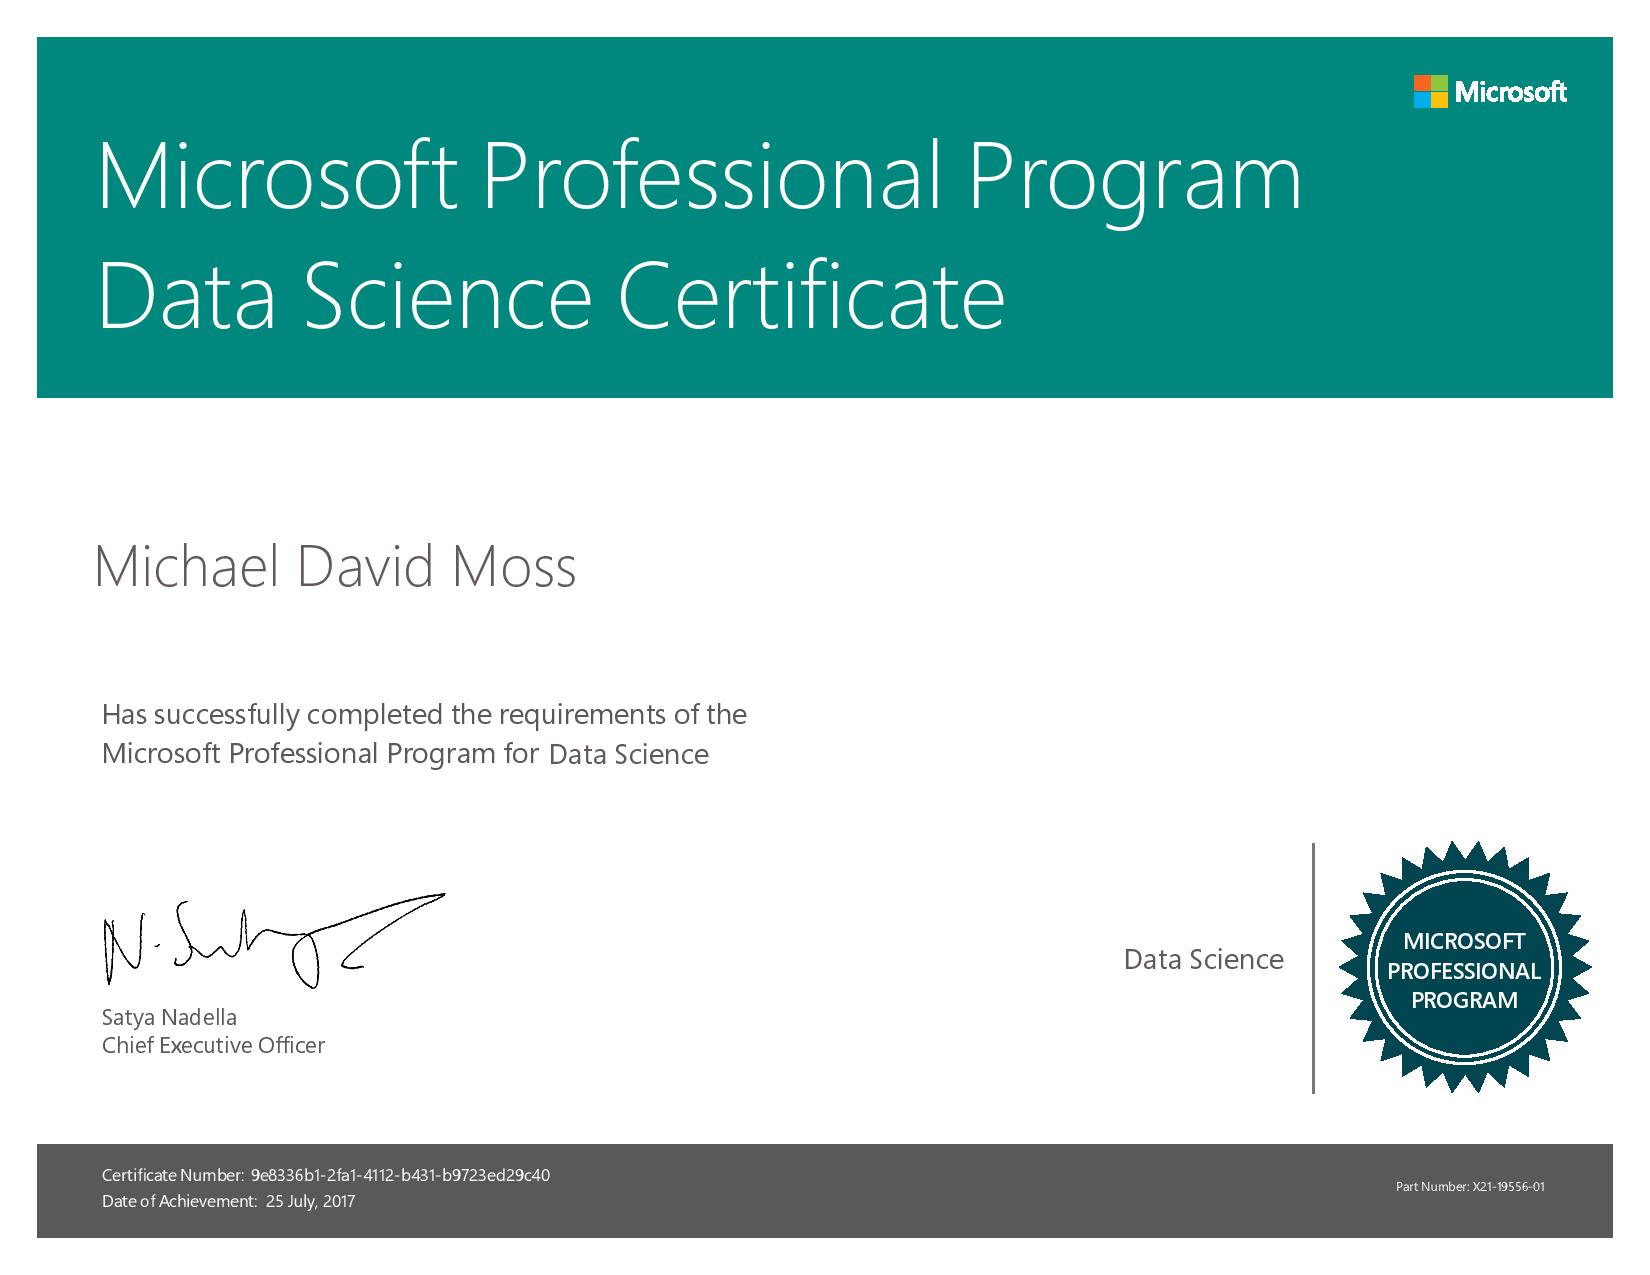 Microsoft
Microsoft Professional Program
Data Science Certificate
Michael David Moss
Has successfully completed the requirements of the
Microsoft Professional Program for Data Science
Satya Nadella
Chief Executive Officer
Data Science
MICROSOFT
PROFESSIONAL
PROGRAM
Certificate Number: 9e8336b1-2fa1-4112-b431-b9723ed29c40
Date of Achievement: 25 July, 2017
Part Number: X21-19556-01